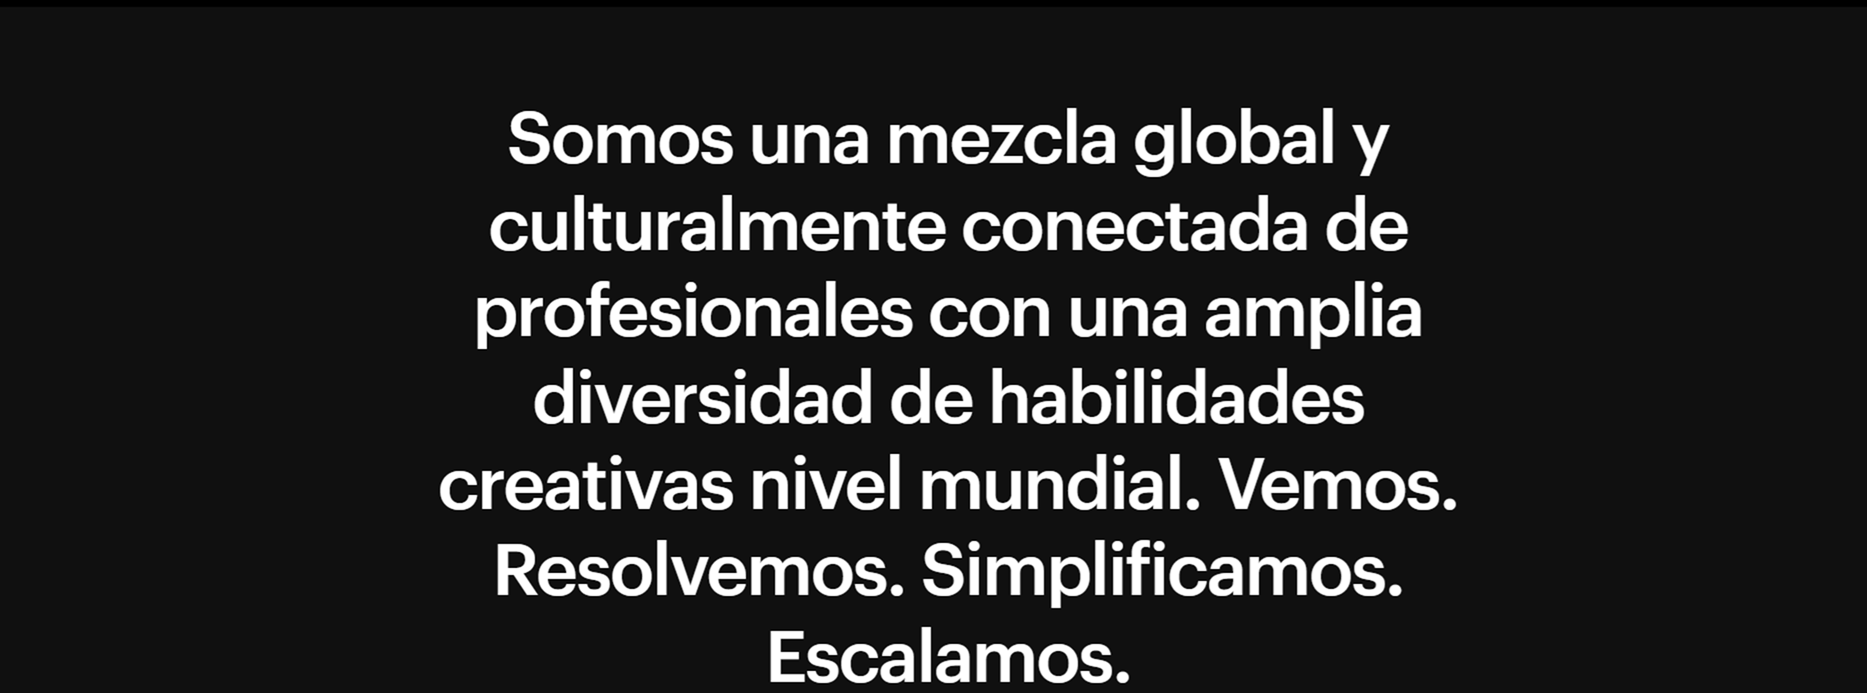 Somos una mezcla global y
culturalmente conectada de
profesionales con una amplia
diversidad de habilidades
creativas nivel mundial. Vemos.
Resolvemos. Simplificamos.
Escalamos.